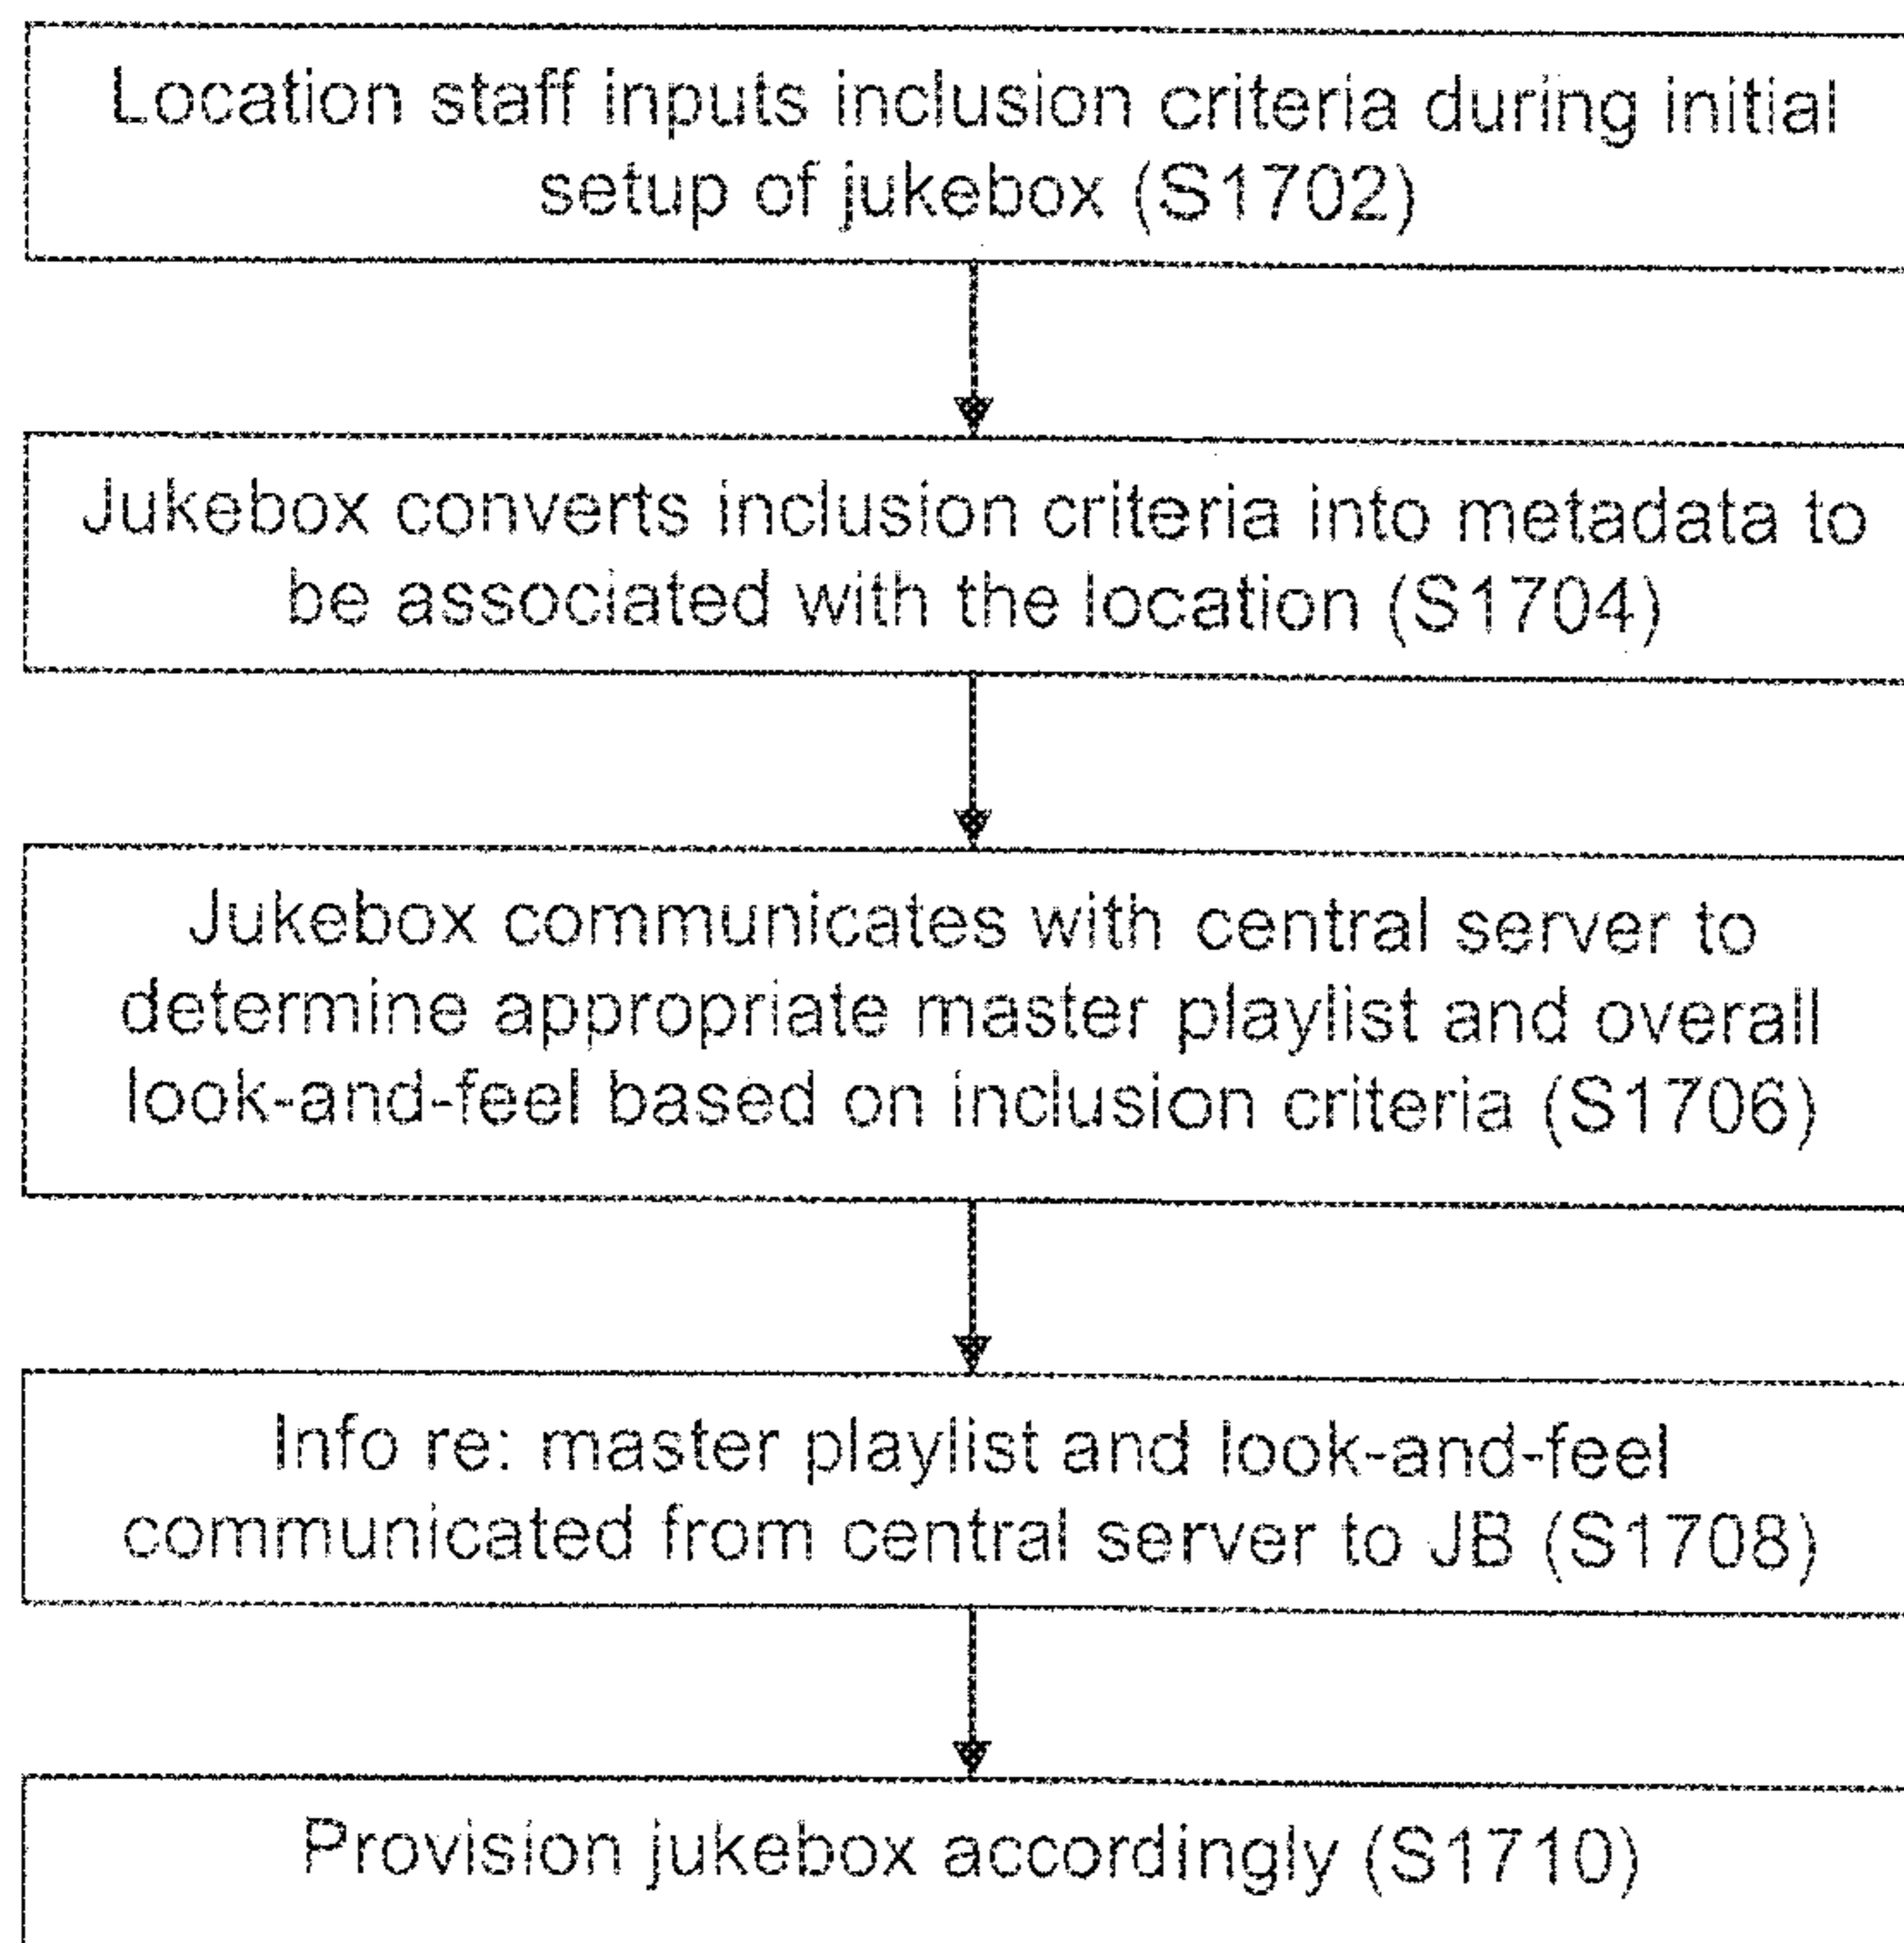 Location staff inputs inclusion criteria during initial
setup of jukebox (S1702)
Jukebox converts inclusion criteria into metadata to
be associated with the location (S1704)
Jukebox communicates with central server to
determine appropriate master playlist and overall
look-and-feel based on inclusion criteria (S1706)
Info re: master playlist and look-and-feel
communicated from central server to JB (S1708)
Provision jukebox accordingly (S1710)